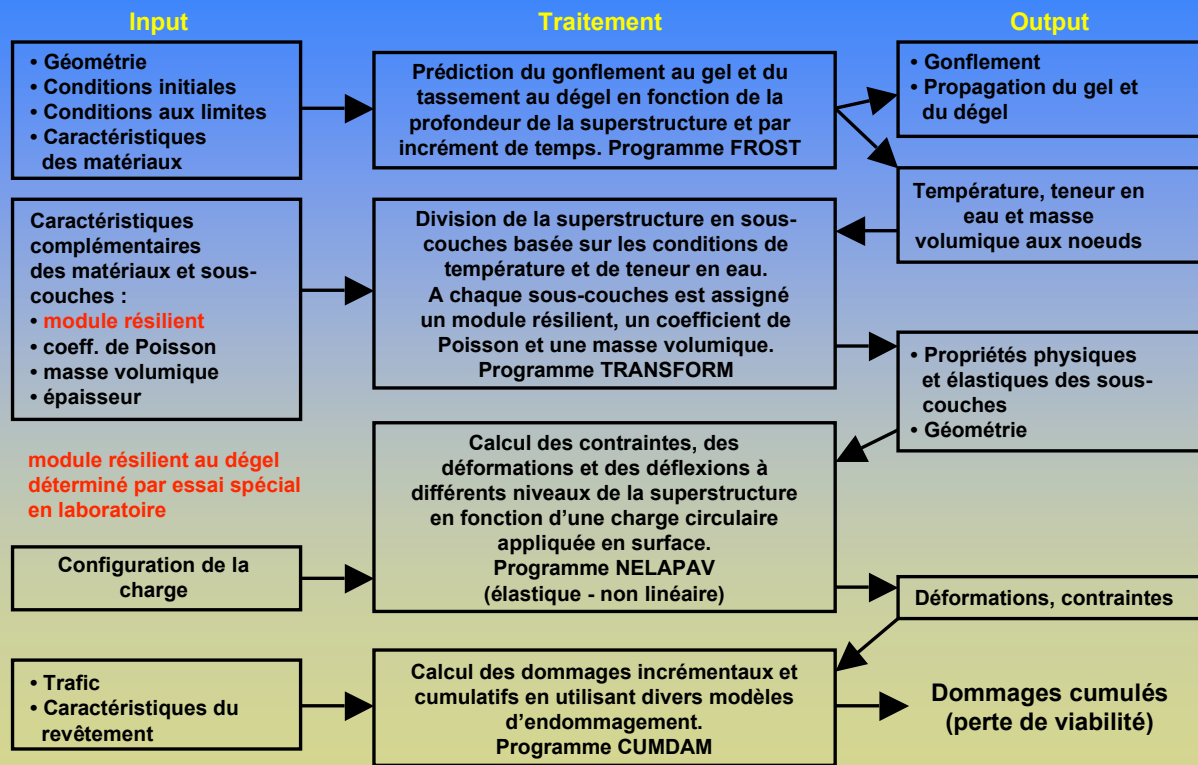 Input
Traitement
Output
• Géométrie
• Conditions initiales
• Conditions aux limites
• Caractéristiques
des matériaux
Prédiction du gonflement au gel et du
tassement au dégel en fonction de la
profondeur de la superstructure et par
incrément de temps. Programme FROST
• Gonflement
• Propagation du gel et
du dégel
Température, teneur en
eau et masse
volumique aux noeuds
Caractéristiques
complémentaires
des matériaux et sous-
couches :
• module résilient
• coeff. de Poisson
• masse volumique
• épaisseur
Division de la superstructure en sous-
couches basée sur les conditions de
température et de teneur en eau.
A chaque sous-couches est assigné
un module résilient, un coefficient de
Poisson et une masse volumique.
Programme TRANSFORM
• Propriétés physiques
et élastiques des sous-
couches
• Géométrie
module résilient au dégel
déterminé par essai spécial
en laboratoire
Configuration de la
charge
Calcul des contraintes, des
déformations et des déflexions à
différents niveaux de la superstructure
en fonction d'une charge circulaire
appliquée en surface.
Programme NELAPAV
(élastique - non linéaire)
Déformations, contraintes
• Trafic
• Caractéristiques du
revêtement
Calcul des dommages incrémentaux et
cumulatifs en utilisant divers modèles
d'endommagement.
Programme CUMDAM
Dommages cumulés
(perte de viabilité)